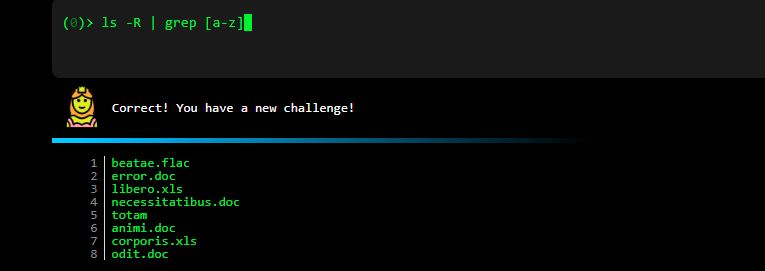 (0)> ls -R | grep [a-z]
Correct! You have a new challenge!
1 beatae.flac
2 error.doc
3 libero.xls
4 necessitatibus.doc
5 totam
6 animi.doc
7 corporis.xls
8 odit.doc